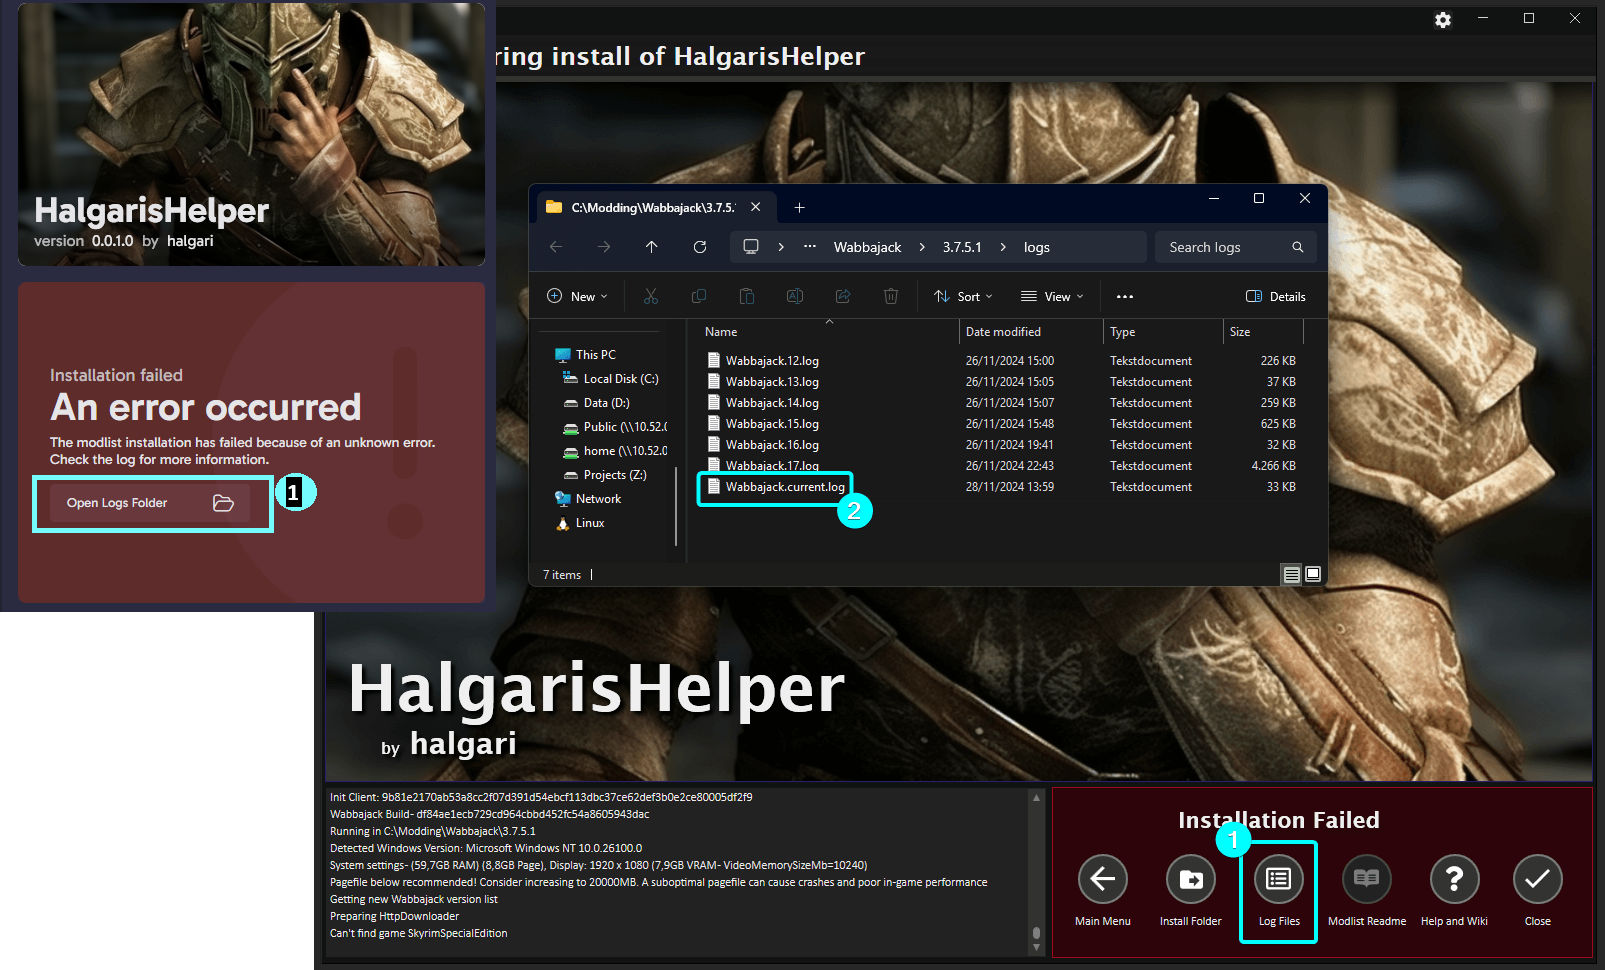 HalgarisHelper
version 0.0.1.0 by halgari
Installation failed
An error occurred
The modlist installation has failed because of an unknown error.
Check the log for more information.
Open Logs Folder
1
ring install of HalgarisHelper
C:\Modding\Wabbajack\3.7.5.
Wabbajack
3.7.5.1
logs
Search logs
New
Sort
View
Details
This PC
Local Disk (C:)
Data (D:)
Public (\\10.52.0
home (\\10.52.0
Projects (Z:)
Network
Linux
Name Date modified Type Size
Wabbajack.12.log 26/11/2024 15:00 Tekstdocument 226 KB
Wabbajack.13.log 26/11/2024 15:05 Tekstdocument 37 KB
Wabbajack.14.log 26/11/2024 15:07 Tekstdocument 259 KB
Wabbajack.15.log 26/11/2024 15:48 Tekstdocument 625 KB
Wabbajack.16.log 26/11/2024 19:41 Tekstdocument 32 KB
Wabbajack.17.log 26/11/2024 22:43 Tekstdocument 4.266 KB
Wabbajack.current.log 28/11/2024 13:59 Tekstdocument 33 KB
2
7 items
HalgarisHelper
by halgari
Init Client: 9b81e2170ab53a8cc2f07d391d54ebcf113dbc37ce62def3b0e2ce80005df2f9
Wabbajack Build- df84ae1ecb729cd964cbbd452fc54a8605943dac
Running in C:\Modding\Wabbajack\3.7.5.1
Detected Windows Version: Microsoft Windows NT 10.0.26100.0
System settings- (59,7GB RAM) (8,8GB Page), Display: 1920 x 1080 (7,9GB VRAM- VideoMemorySizeMb=10240)
Pagefile below recommended! Consider increasing to 20000MB. A suboptimal pagefile can cause crashes and poor in-game performance
Getting new Wabbajack version list
Preparing HttpDownloader
Can't find game SkyrimSpecialEdition
Installation Failed
1
Main Menu
Install Folder
Log Files
Modlist Readme
Help and Wiki
Close